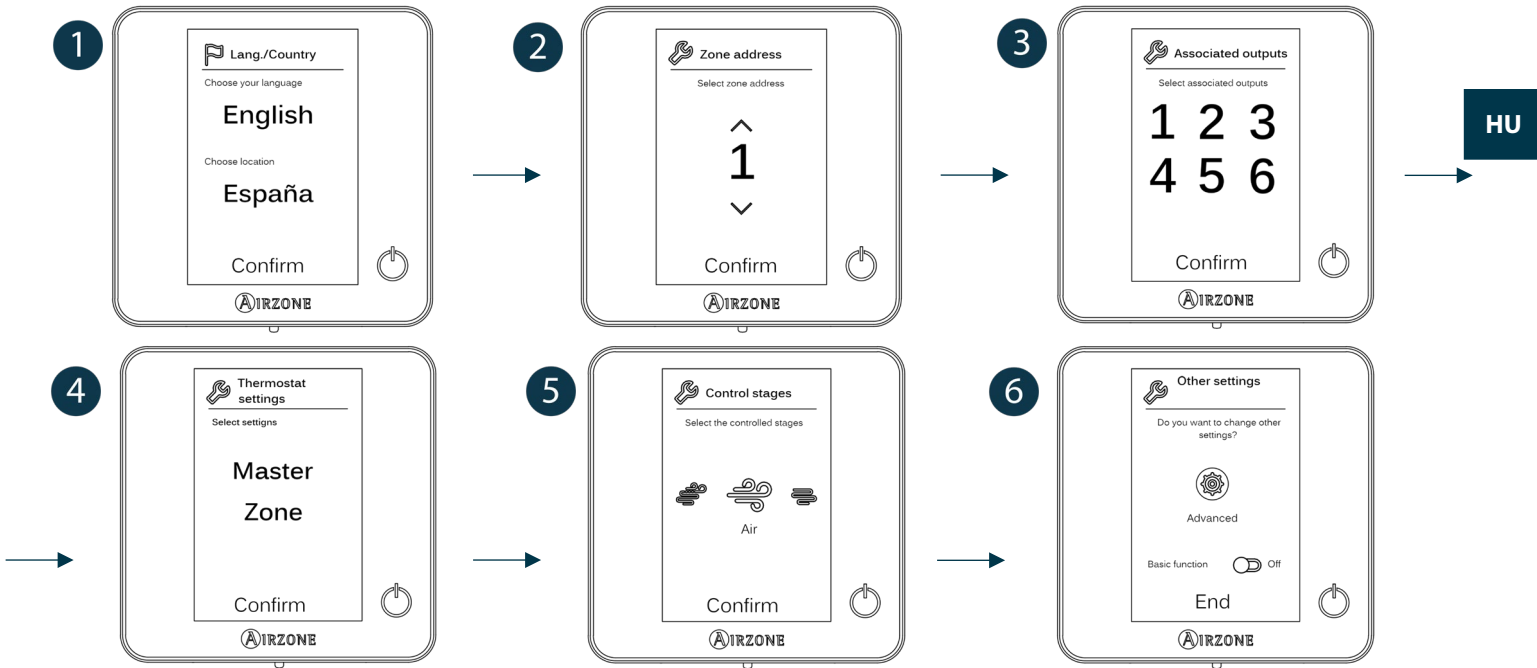 1
Lang./Country
Choose your language
English
Choose location
España
Confirm
AIRZONE
2
Zone address
Select zone address
1
Confirm
AIRZONE
3
Associated outputs
Select associated outputs
1 2 3
4 5 6
Confirm
AIRZONE
HU
4
Thermostat
settings
Select settigns
Master
Zone
Confirm
AIRZONE
5
Control stages
Select the controlled stages
Air
Confirm
AIRZONE
6
Other settings
Do you want to change other
settings?
Advanced
Basic function Off
End
AIRZONE